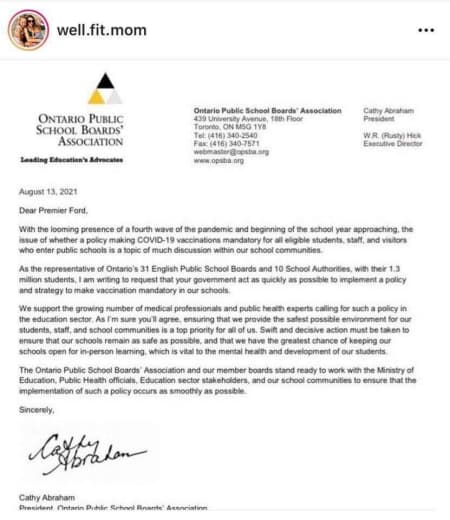 well.fit.mom
ONTARIO PUBLIC
SCHOOL BOARDS'
ASSOCIATION
Leading Education's Advocates
Ontario Public School Boards' Association
439 University Avenue, 18th Floor
Toronto, ON M5G 1Y8
Tel: (416) 340-2540
Fax: (416) 340-7571
webmaster@opsba.org
www.opsba.org
Cathy Abraham
President
W.R. (Rusty) Hick
Executive Director
August 13, 2021
Dear Premier Ford,
With the looming presence of a fourth wave of the pandemic and beginning of the school year approaching, the
issue of whether a policy making COVID-19 vaccinations mandatory for all eligible students, staff, and visitors
who enter public schools is a topic of much discussion within our school communities.
As the representative of Ontario's 31 English Public School Boards and 10 School Authorities, with their 1.3
million students, I am writing to request that your government act as quickly as possible to implement a policy
and strategy to make vaccination mandatory in our schools.
We support the growing number of medical professionals and public health experts calling for such a policy in
the education sector. As I'm sure you'll agree, ensuring that we provide the safest possible environment for our
students, staff, and school communities is a top priority for all of us. Swift and decisive action must be taken to
ensure that our schools remain as safe as possible, and that we have the greatest chance of keeping our
schools open for in-person learning, which is vital to the mental health and development of our students.
The Ontario Public School Boards' Association and our member boards stand ready to work with the Ministry of
Education, Public Health officials, Education sector stakeholders, and our school communities to ensure that the
implementation of such a policy occurs as smoothly as possible.
Sincerely,
Cathy
Abraham
Cathy Abraham
President, Ontario Public School Boards' Association